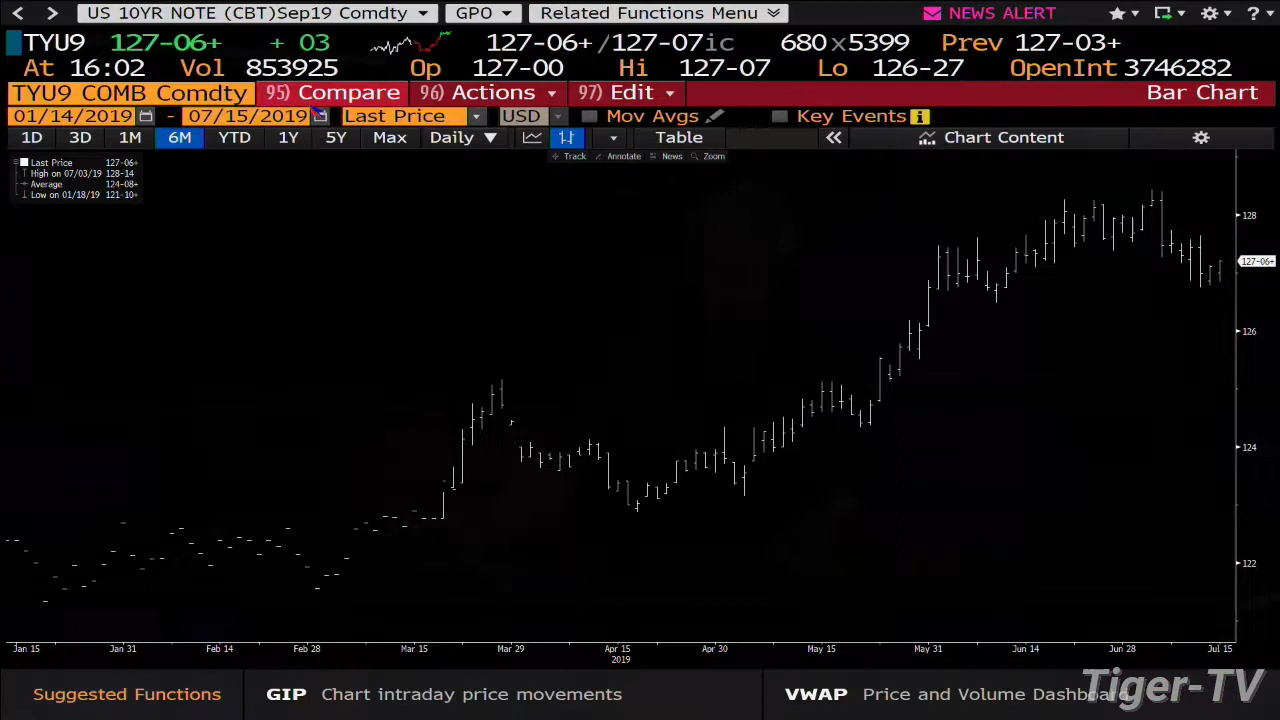 < > US 10YR NOTE (CBT)Sep19 Comdty GPO Related Functions Menu NEWS ALERT ?
TYU9 127-06+ + 03 127-06+/127-07ic 680x5399 Prev 127-03+
At 16:02 Vol 853925 Op 127-00 Hi 127-07 Lo 126-27 OpenInt 3746282
TYU9 COMB Comdty 95) Compare 96) Actions 97) Edit Bar Chart
01/14/2019 - 07/15/2019 Last Price USD Mov Avgs Key Events
1D 3D 1M 6M YTD 1Y 5Y Max Daily Table Chart Content
Track Annotate News Zoom
Last Price 127-06+
High on 07/03/19 128-14
Average 124-08+
Low on 01/18/19 121-10+
128
127-06+
126
124
122
Jan 15 Jan 31 Feb 14 Feb 28 Mar 15 Mar 29 Apr 15 Apr 30 May 15 May 31 Jun 14 Jun 28 Jul 15
2019
Suggested Functions GIP Chart intraday price movements VWAP Price and Volume Dashboard
Tiger-TV